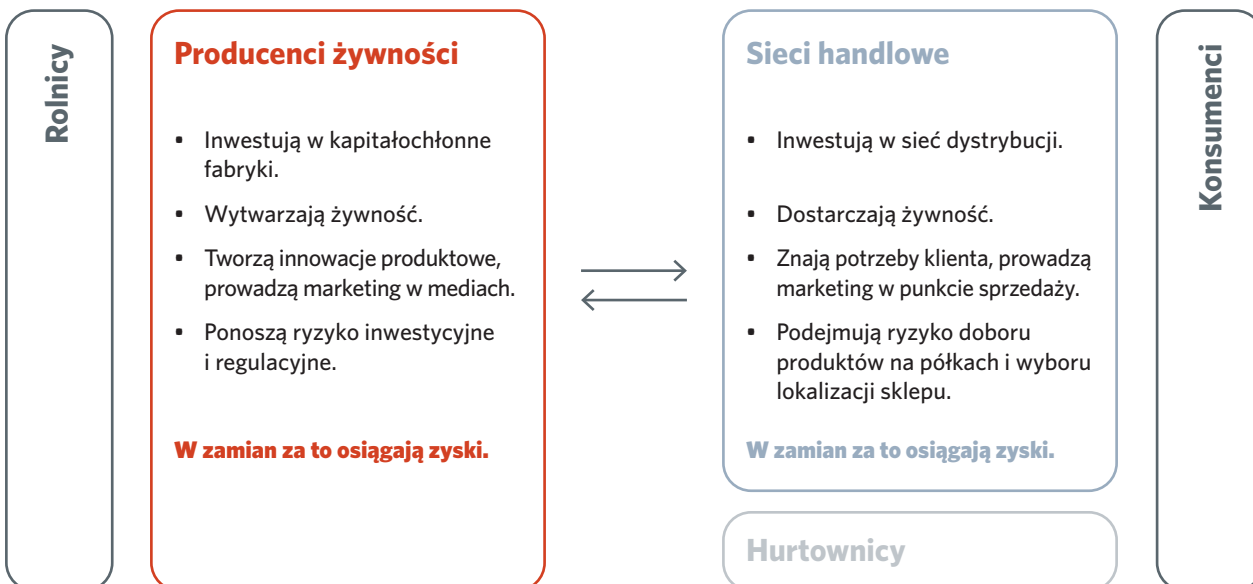 Rolnicy
Producenci żywności
• Inwestują w kapitałochłonne
fabryki.
• Wytwarzają żywność.
• Tworzą innowacje produktowe,
prowadzą marketing w mediach.
• Ponoszą ryzyko inwestycyjne
i regulacyjne.
W zamian za to osiągają zyski.
Sieci handlowe
• Inwestują w sieć dystrybucji.
• Dostarczają żywność.
• Znają potrzeby klienta, prowadzą
marketing w punkcie sprzedaży.
• Podejmują ryzyko doboru
produktów na półkach i wyboru
lokalizacji sklepu.
W zamian za to osiągają zyski.
Hurtownicy
Konsumenci